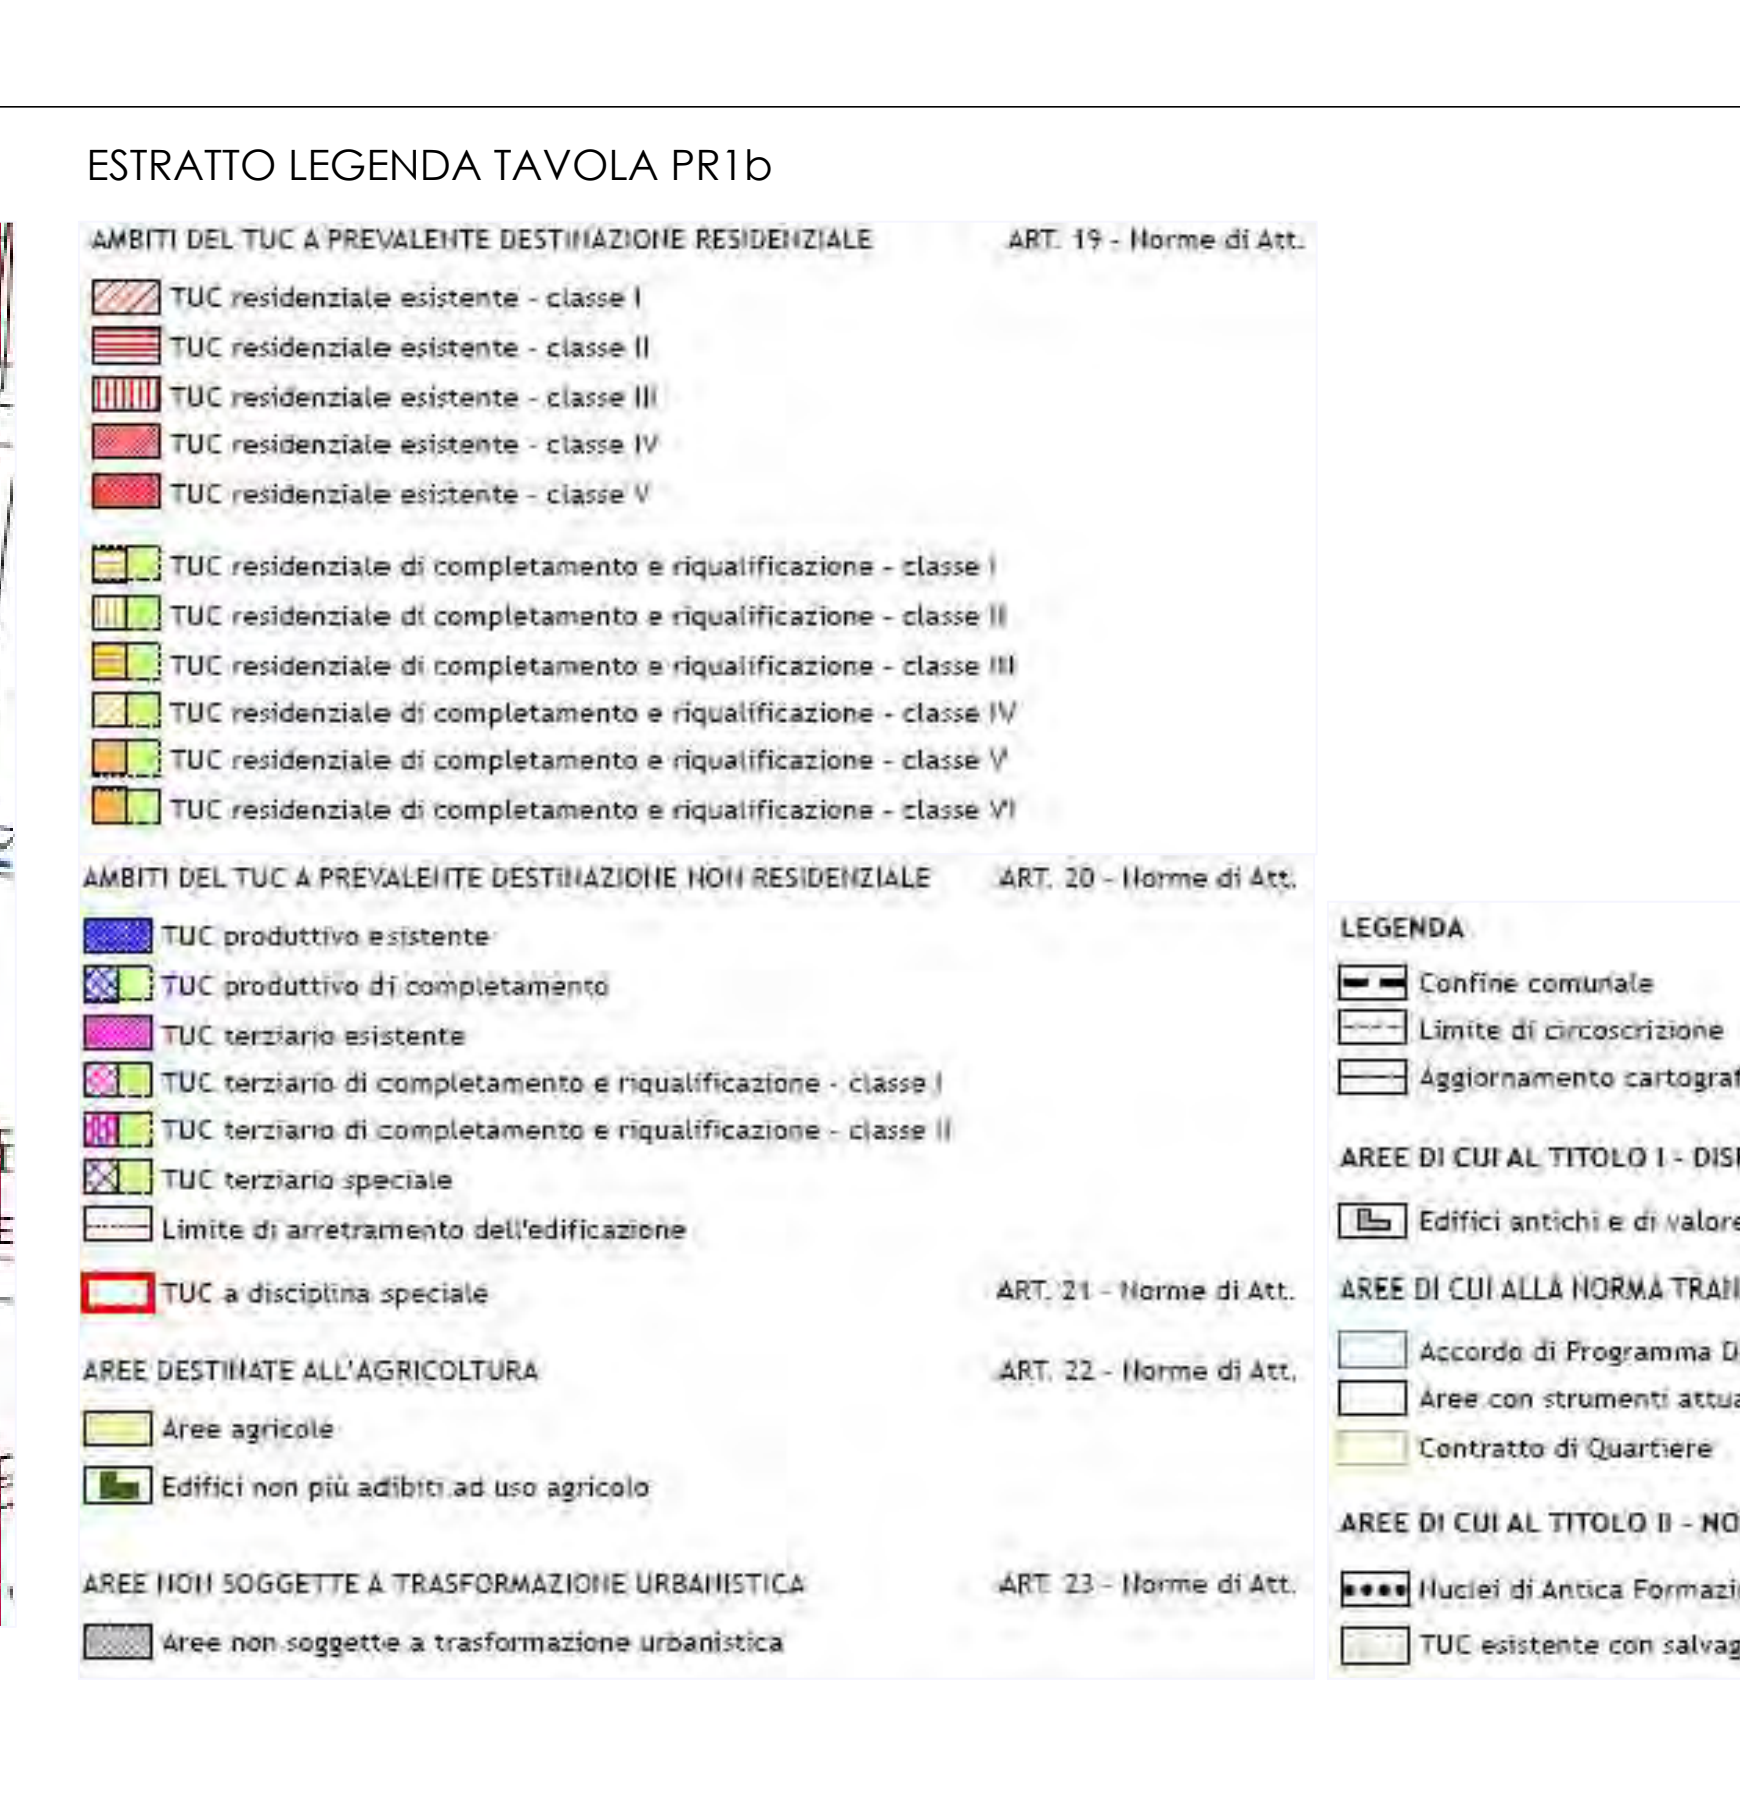 ESTRATTO LEGENDA TAVOLA PR1b
AMBITI DEL TUC A PREVALENTE DESTINAZIONE RESIDENZIALE ART. 19 - Norme di Att.
TUC residenziale esistente - classe I
TUC residenziale esistente - classe II
TUC residenziale esistente - classe III
TUC residenziale esistente - classe IV
TUC residenziale esistente - classe V
TUC residenziale di completamento e riqualificazione - classe I
TUC residenziale di completamento e riqualificazione - classe II
TUC residenziale di completamento e riqualificazione - classe III
TUC residenziale di completamento e riqualificazione - classe IV
TUC residenziale di completamento e riqualificazione - classe V
TUC residenziale di completamento e riqualificazione - classe VI
AMBITI DEL TUC A PREVALENTE DESTINAZIONE NON RESIDENZIALE ART. 20 - Norme di Att.
TUC produttivo esistente
TUC produttivo di completamento
TUC terziario esistente
TUC terziario di completamento e riqualificazione - classe I
TUC terziario di completamento e riqualificazione - classe II
TUC terziario speciale
Limite di arretramento dell'edificazione
TUC a disciplina speciale ART. 21 - Norme di Att.
AREE DESTINATE ALL'AGRICOLTURA ART. 22 - Norme di Att.
Aree agricole
Edifici non più adibiti ad uso agricolo
AREE NON SOGGETTE A TRASFORMAZIONE URBANISTICA ART. 23 - Norme di Att.
Aree non soggette a trasformazione urbanistica
LEGENDA
Confine comunale
Limite di circoscrizione
Aggiornamento cartograf
AREE DI CUI AL TITOLO I - DIS
Edifici antichi e di valore
AREE DI CUI ALLA NORMA TRAN
Accordo di Programma D
Aree con strumenti attua
Contratto di Quartiere
AREE DI CUI AL TITOLO II - NO
Nuclei di Antica Formazi
TUC esistente con salvag